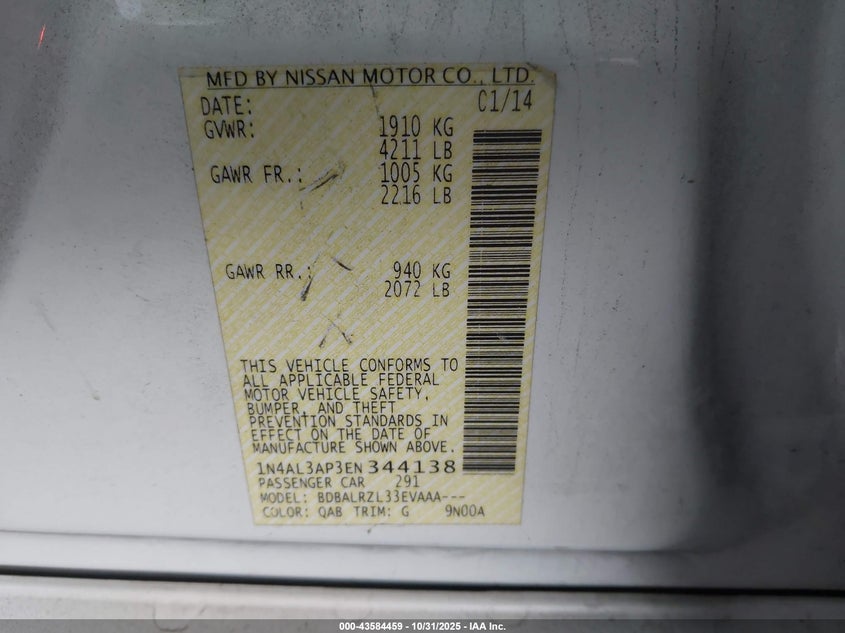 MFD BY NISSAN MOTOR CO., LTD.
DATE: 01/14
GVWR: 1910 KG
4211 LB
GAWR FR.: 1005 KG
2216 LB
GAWR RR.: 940 KG
2072 LB
THIS VEHICLE CONFORMS TO
ALL APPLICABLE FEDERAL
MOTOR VEHICLE SAFETY,
BUMPER, AND THEFT
PREVENTION STANDARDS IN
EFFECT ON THE DATE OF
MANUFACTURE SHOWN ABOVE.
1N4AL3AP3EN344138
PASSENGER CAR 291
MODEL: BDBALRZL33EVAAA---
COLOR: QAB TRIM: G 9N00A
000-43584459 - 10/31/2025 - IAA Inc.